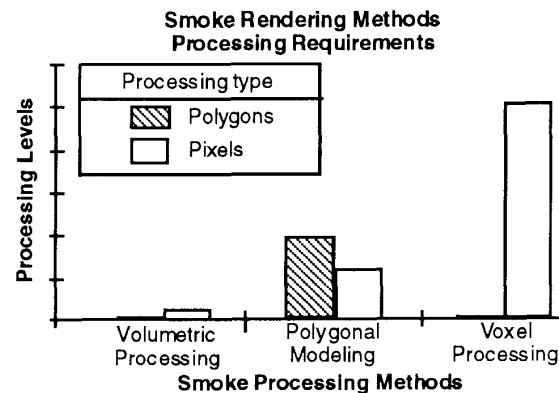 Smoke Rendering Methods
Processing Requirements
Processing type
Polygons
Pixels
Processing Levels
Volumetric
Processing
Polygonal
Modeling
Voxel
Processing
Smoke Processing Methods